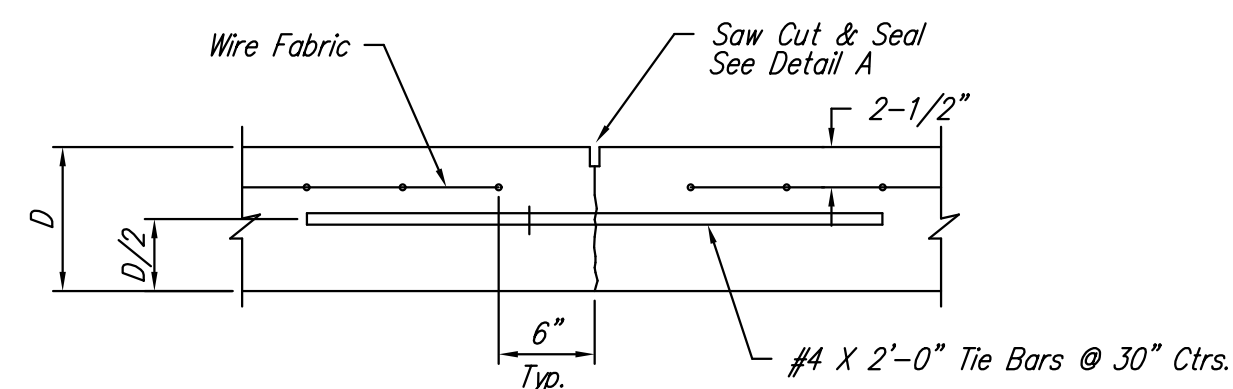 Wire Fabric
Saw Cut & Seal
See Detail A
2-1/2"
D
D/2
6"
Typ.
#4 X 2'-0" Tie Bars @ 30" Ctrs.